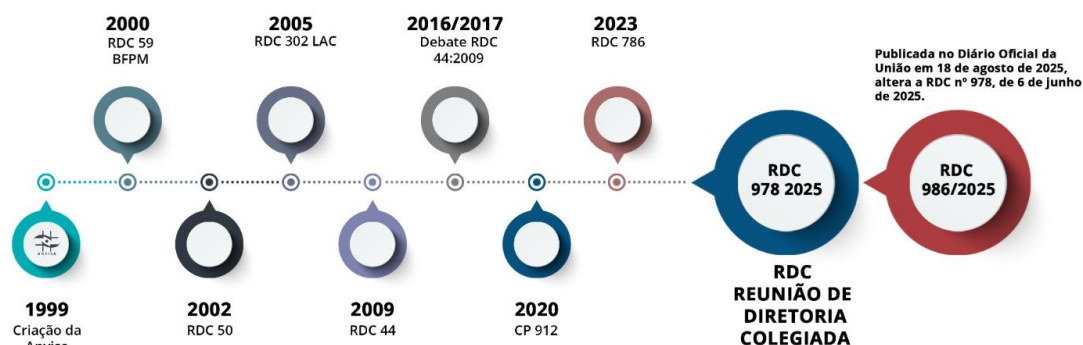 2000
RDC 59
BFPM
2005
RDC 302 LAC
2016/2017
Debate RDC
44:2009
2023
RDC 786
Publicada no Diário Oficial da
União em 18 de agosto de 2025,
altera a RDC nº 978, de 6 de junho
de 2025.
RDC
978 2025
RDC
986/2025
ANVISA
1999
Criação da
Anvisa
2002
RDC 50
2009
RDC 44
2020
CP 912
RDC
REUNIÃO DE
DIRETORIA
COLEGIADA